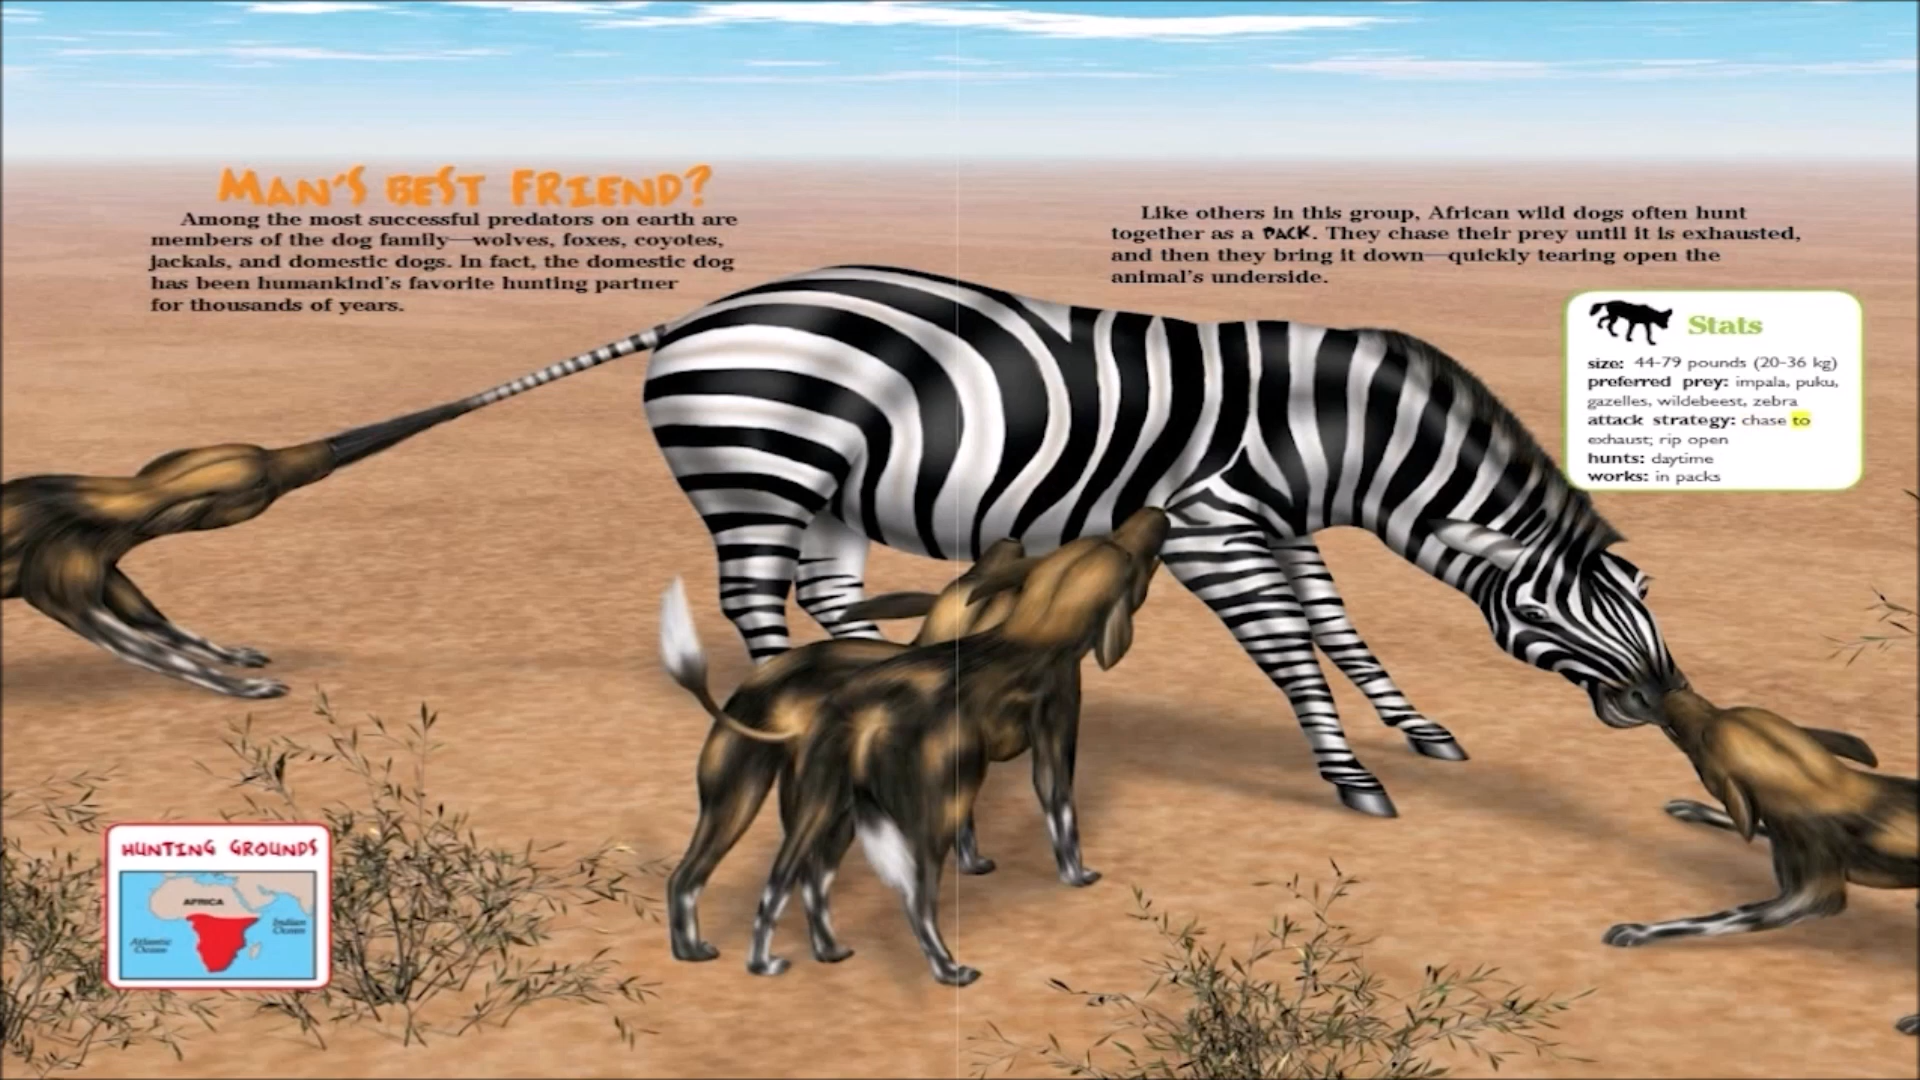 MAN'S BEST FRIEND?
Among the most successful predators on earth are
members of the dog family—wolves, foxes, coyotes,
jackals, and domestic dogs. In fact, the domestic dog
has been humankind's favorite hunting partner
for thousands of years.
Like others in this group, African wild dogs often hunt
together as a PACK. They chase their prey until it is exhausted,
and then they bring it down—quickly tearing open the
animal's underside.
Stats
size: 44-79 pounds (20-36 kg)
preferred prey: impala, puku,
gazelles, wildebeest, zebra
attack strategy: chase to
exhaust; rip open
hunts: daytime
works: in packs
HUNTING GROUNDS
AFRICA
Atlantic
Ocean
Indian
Ocean